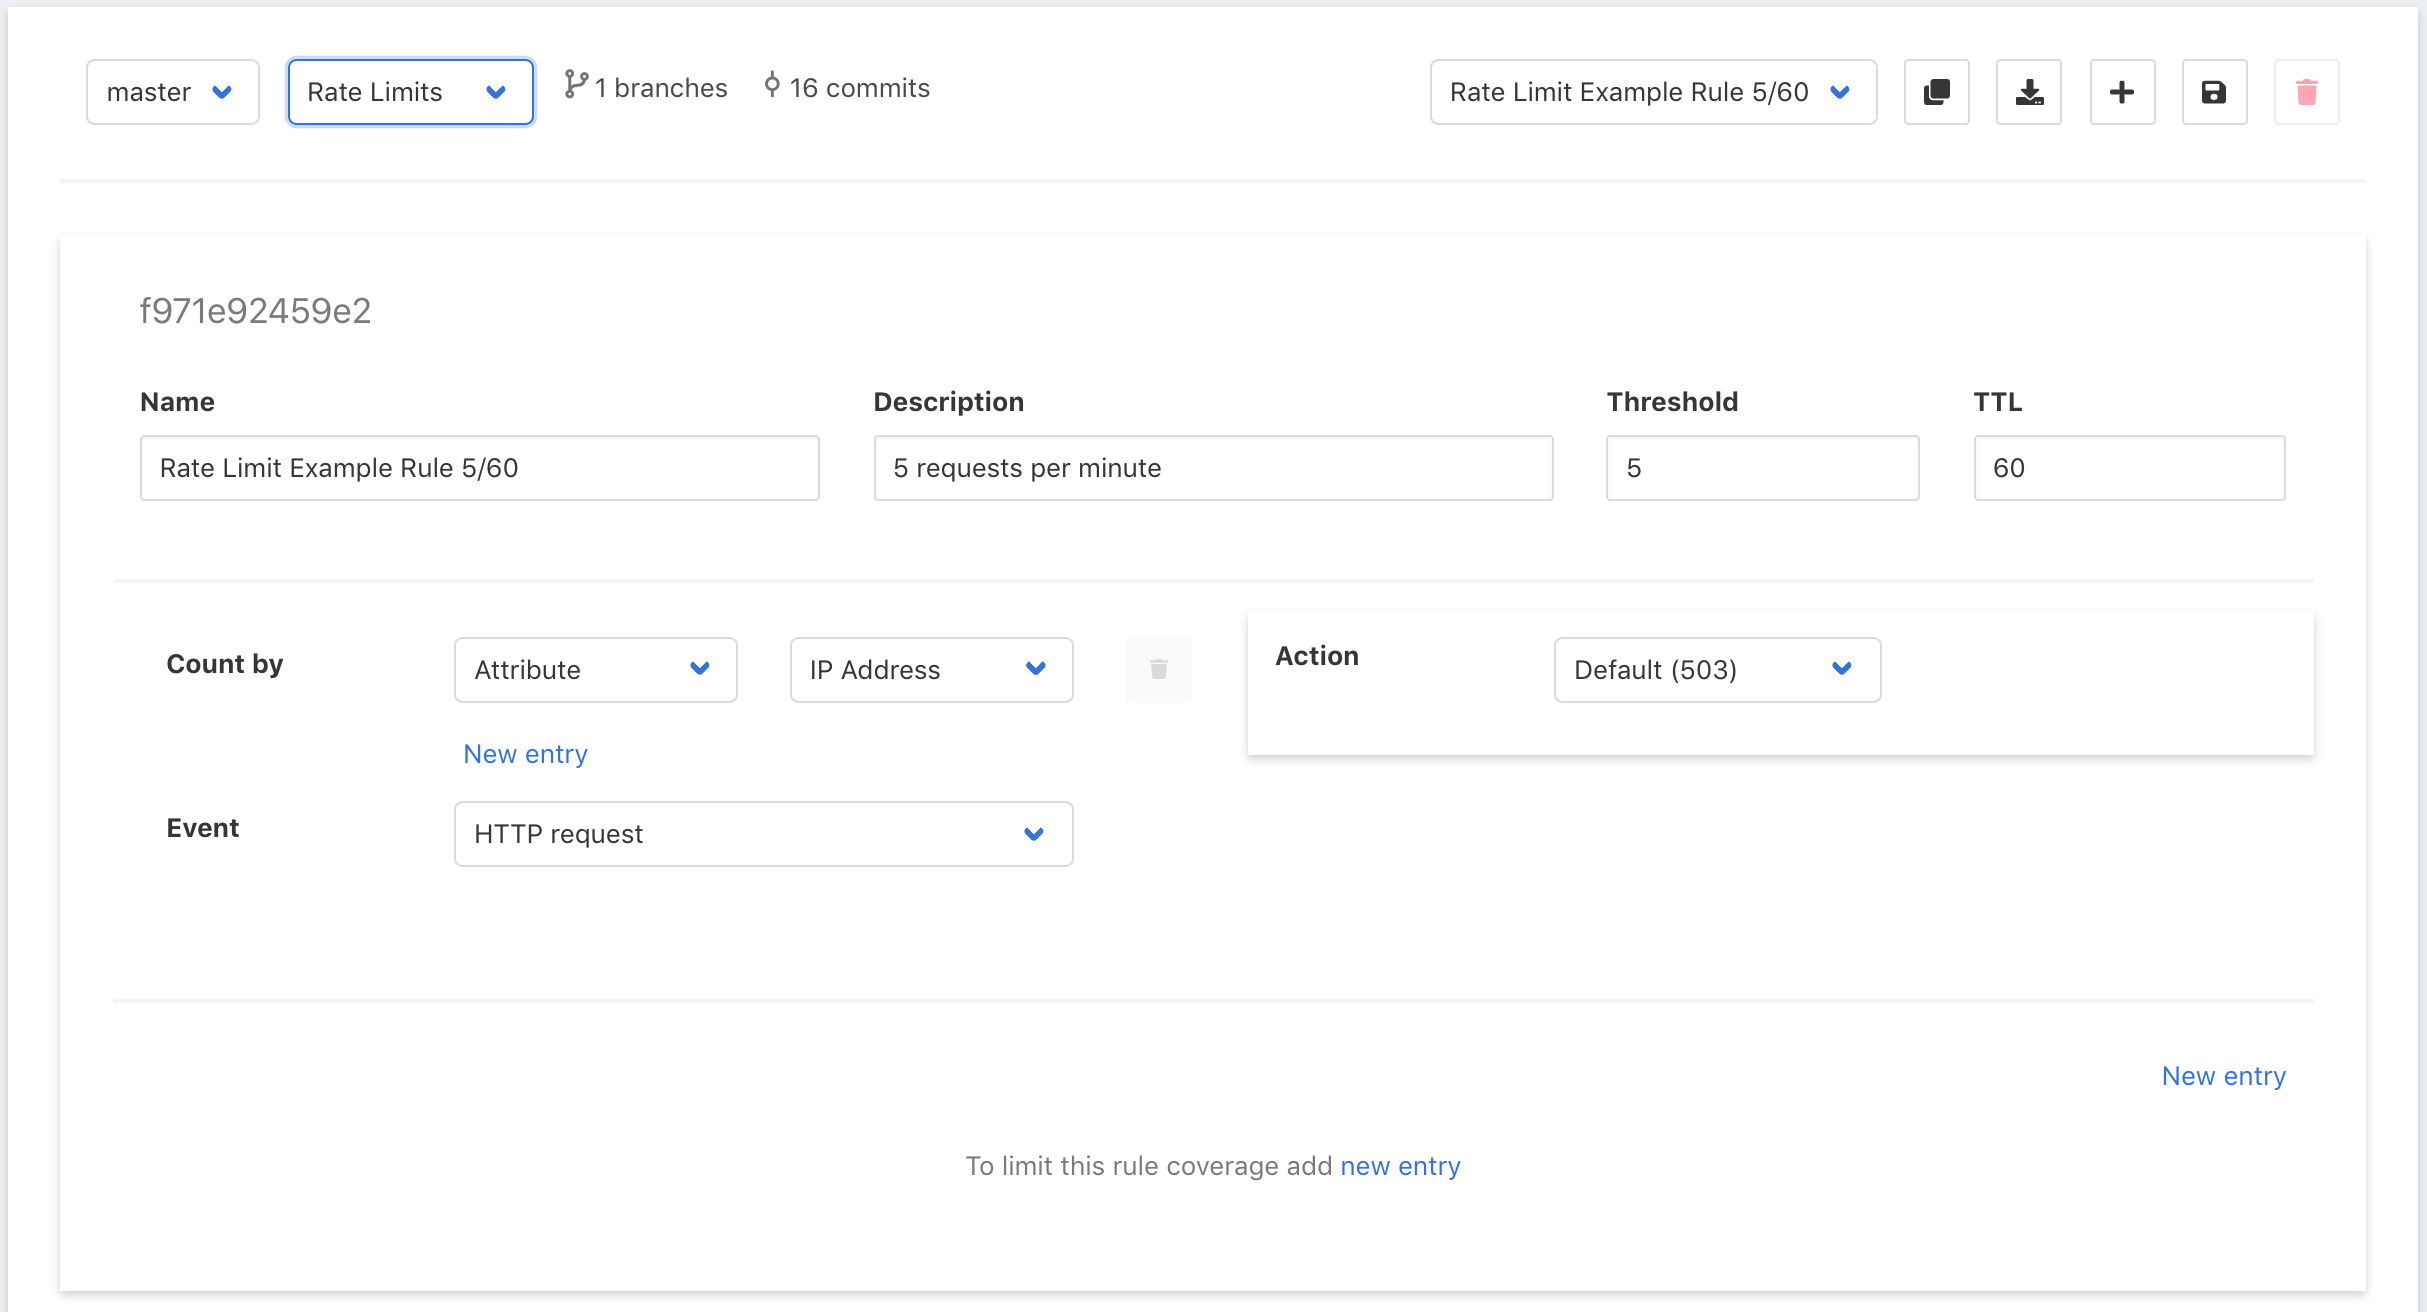 master
Rate Limits
1 branches
16 commits
Rate Limit Example Rule 5/60
f971e92459e2
Name
Description
Threshold
TTL
Rate Limit Example Rule 5/60
5 requests per minute
5
60
Count by
Attribute
IP Address
Action
Default (503)
New entry
Event
HTTP request
New entry
To limit this rule coverage add new entry